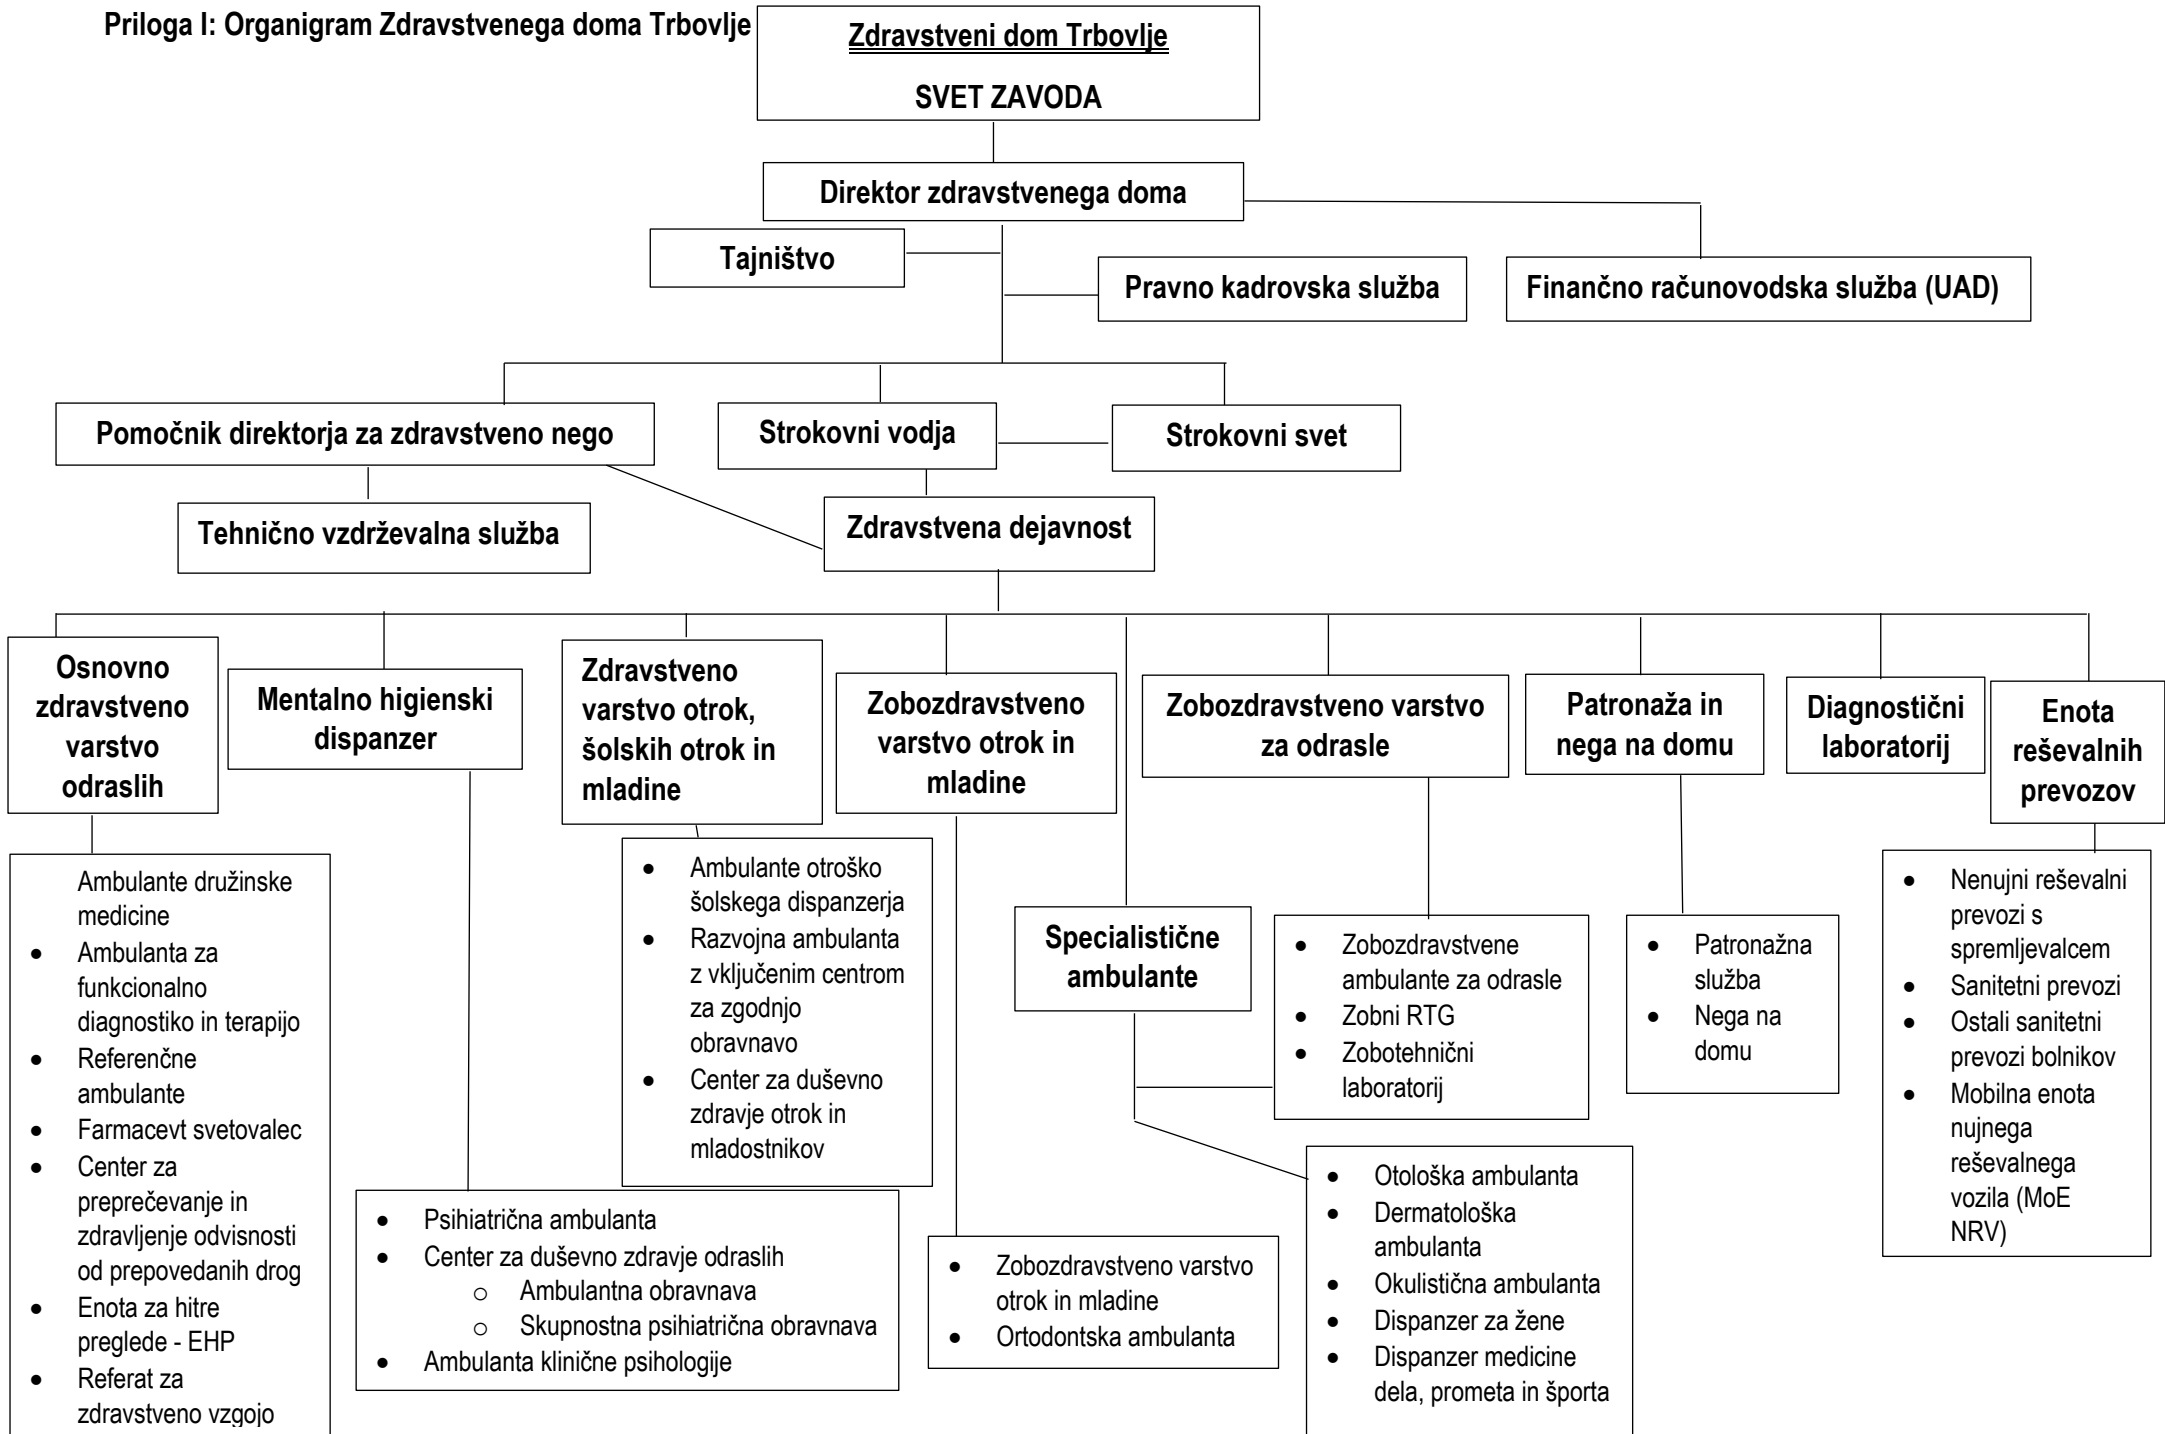 Priloga I: Organigram Zdravstvenega doma Trbovlje
Zdravstveni dom Trbovlje
SVET ZAVODA
Direktor zdravstvenega doma
Tajništvo
Pravno kadrovska služba
Finančno računovodska služba (UAD)
Pomočnik direktorja za zdravstveno nego
Strokovni vodja
Strokovni svet
Tehnično vzdrževalna služba
Zdravstvena dejavnost
Osnovno
zdravstveno
varstvo
odraslih
Mentalno higienski
dispanzer
Zdravstveno
varstvo otrok,
šolskih otrok in
mladine
Zobozdravstveno
varstvo otrok in
mladine
Zobozdravstveno varstvo
za odrasle
Patronaža in
nega na domu
Diagnostični
laboratorij
Enota
reševalnih
prevozov
Ambulante družinske
medicine
• Ambulanta za
funkcionalno
diagnostiko in terapijo
• Referenčne
ambulante
• Farmacevt svetovalec
• Center za
preprečevanje in
zdravljenje odvisnosti
od prepovedanih drog
• Enota za hitre
preglede - EHP
• Referat za
zdravstveno vzgojo
• Psihiatrična ambulanta
• Center za duševno zdravje odraslih
o Ambulantna obravnava
o Skupnostna psihiatrična obravnava
• Ambulanta klinične psihologije
• Ambulante otroško
šolskega dispanzerja
• Razvojna ambulanta
z vključenim centrom
za zgodnjo
obravnavo
• Center za duševno
zdravje otrok in
mladostnikov
• Zobozdravstveno varstvo
otrok in mladine
• Ortodontska ambulanta
Specialistične
ambulante
• Zobozdravstvene
ambulante za odrasle
• Zobni RTG
• Zobotehnični
laboratorij
• Otološka ambulanta
• Dermatološka
ambulanta
• Okulistična ambulanta
• Dispanzer za žene
• Dispanzer medicine
dela, prometa in športa
• Patronažna
služba
• Nega na
domu
• Nenujni reševalni
prevozi s
spremljevalcem
• Sanitetni prevozi
• Ostali sanitetni
prevozi bolnikov
• Mobilna enota
nujnega
reševalnega
vozila (MoE
NRV)